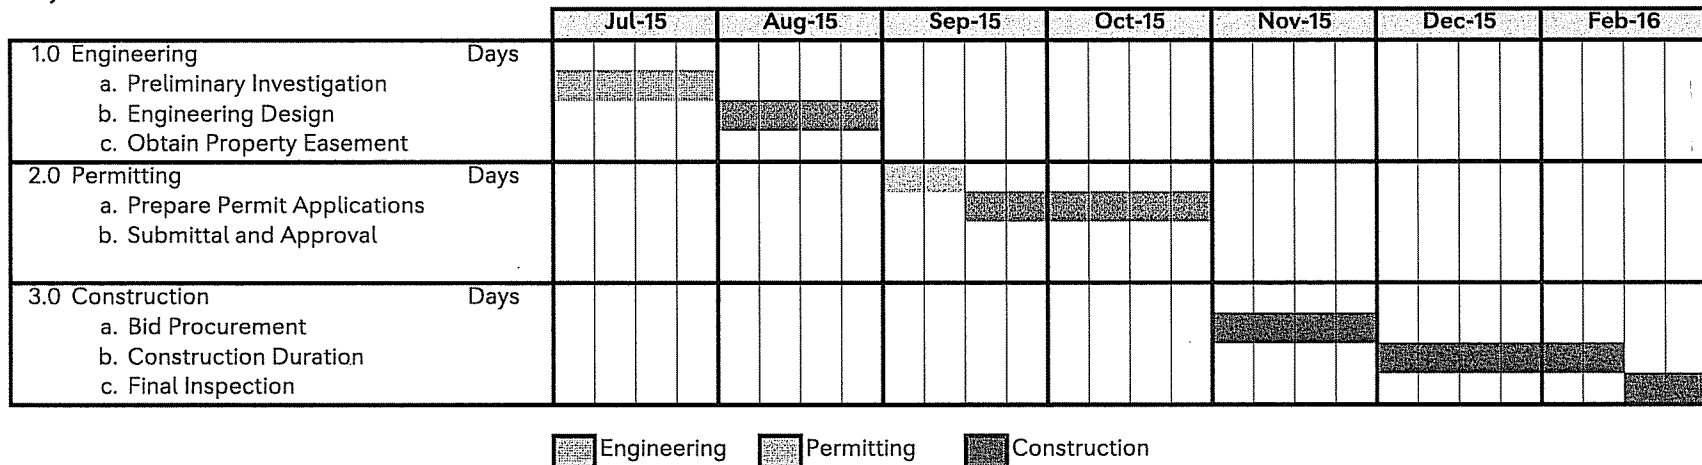 Jul-15 Aug-15 Sep-15 Oct-15 Nov-15 Dec-15 Feb-16
1.0 Engineering Days
a. Preliminary Investigation
b. Engineering Design
c. Obtain Property Easement
2.0 Permitting Days
a. Prepare Permit Applications
b. Submittal and Approval
3.0 Construction Days
a. Bid Procurement
b. Construction Duration
c. Final Inspection
Engineering Permitting Construction